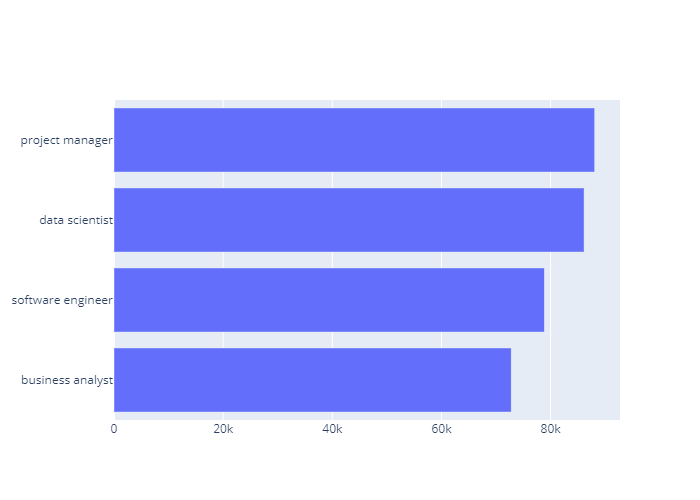 project manager
data scientist
software engineer
business analyst
0 20k 40k 60k 80k